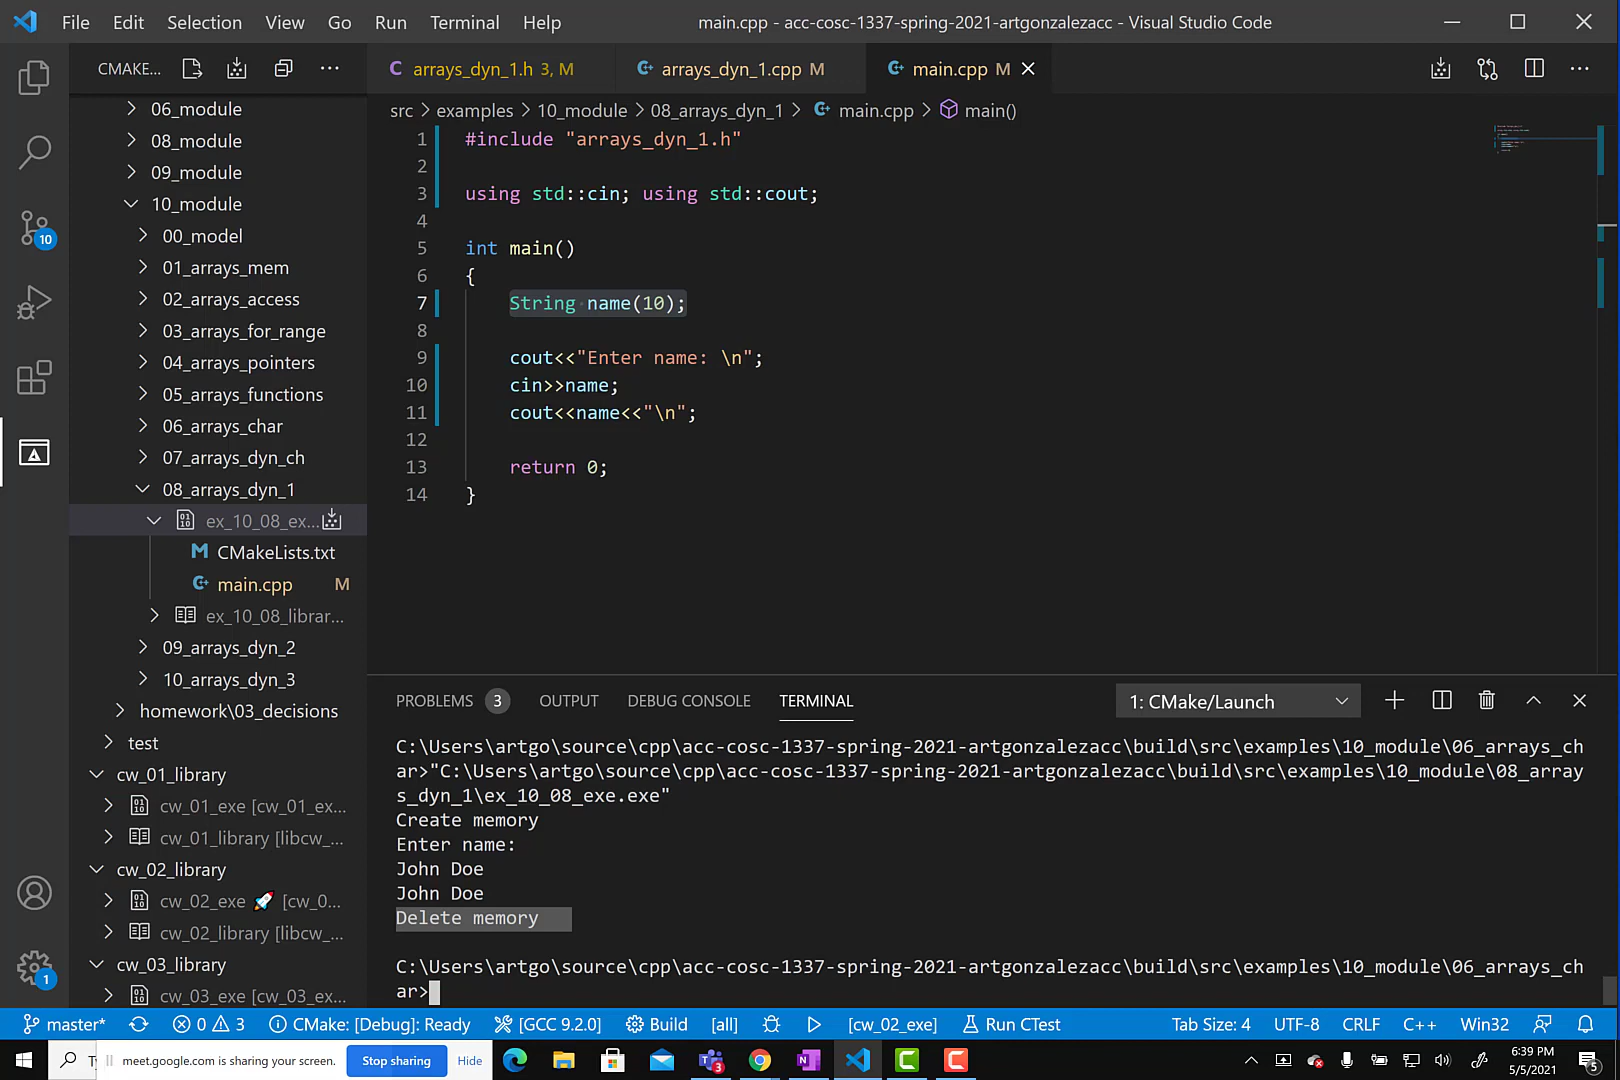 File Edit Selection View Go Run Terminal Help main.cpp - acc-cosc-1337-spring-2021-artgonzalezacc - Visual Studio Code
CMAKE... ··· C arrays_dyn_1.h 3, M arrays_dyn_1.cpp M main.cpp M ···
src > examples > 10_module > 08_arrays_dyn_1 > main.cpp > main()
06_module
08_module
09_module
10_module
00_model
01_arrays_mem
02_arrays_access
03_arrays_for_range
04_arrays_pointers
05_arrays_functions
06_arrays_char
07_arrays_dyn_ch
08_arrays_dyn_1
ex_10_08_ex...
CMakeLists.txt
main.cpp M
ex_10_08_librar...
09_arrays_dyn_2
10_arrays_dyn_3
homework\03_decisions
test
cw_01_library
cw_01_exe [cw_01_ex...
cw_01_library [libcw_...
cw_02_library
cw_02_exe 🚀 [cw_0...
cw_02_library [libcw_...
cw_03_library
cw_03_exe [cw_03_ex...
10
1
1 #include "arrays_dyn_1.h"
2
3 using std::cin; using std::cout;
4
5 int main()
6 {
7 String name(10);
8
9 cout<<"Enter name: \n";
10 cin>>name;
11 cout<<name<<"\n";
12
13 return 0;
14 }
PROBLEMS 3 OUTPUT DEBUG CONSOLE TERMINAL 1: CMake/Launch
C:\Users\artgo\source\cpp\acc-cosc-1337-spring-2021-artgonzalezacc\build\src\examples\10_module\06_arrays_ch
ar>"C:\Users\artgo\source\cpp\acc-cosc-1337-spring-2021-artgonzalezacc\build\src\examples\10_module\08_array
s_dyn_1\ex_10_08_exe.exe"
Create memory
Enter name:
John Doe
John Doe
Delete memory
C:\Users\artgo\source\cpp\acc-cosc-1337-spring-2021-artgonzalezacc\build\src\examples\10_module\06_arrays_ch
ar>
master* 0 3 CMake: [Debug]: Ready [GCC 9.2.0] Build [all] [cw_02_exe] Run CTest Tab Size: 4 UTF-8 CRLF C++ Win32
meet.google.com is sharing your screen. Stop sharing Hide 3 6:39 PM
5/5/2021 5